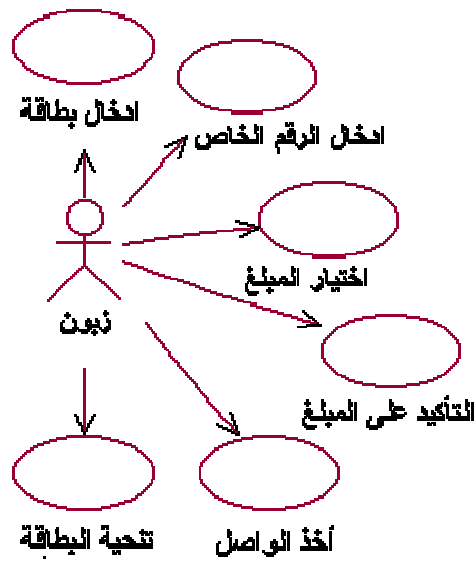 ادخال بطاقة
ادخال الرقم الخاص
اختيار المبلغ
زبون
التأكيد على المبلغ
أخذ الواصل
تنحية البطاقة